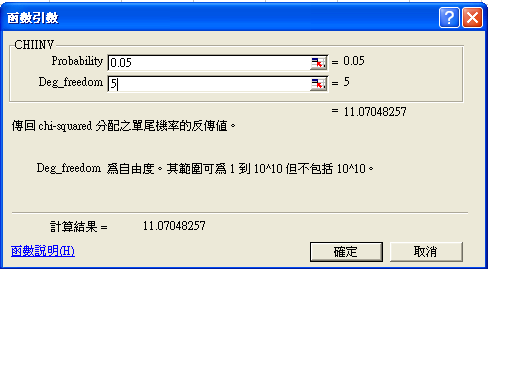 函數引數
CHIINV
Probability 0.05 = 0.05
Deg_freedom 5 = 5
= 11.07048257
傳回 chi-squared 分配之單尾機率的反傳值。
Deg_freedom 爲自由度。其範圍可爲 1 到 10^10 但不包括 10^10。
計算結果 = 11.07048257
函數說明(H) 確定 取消